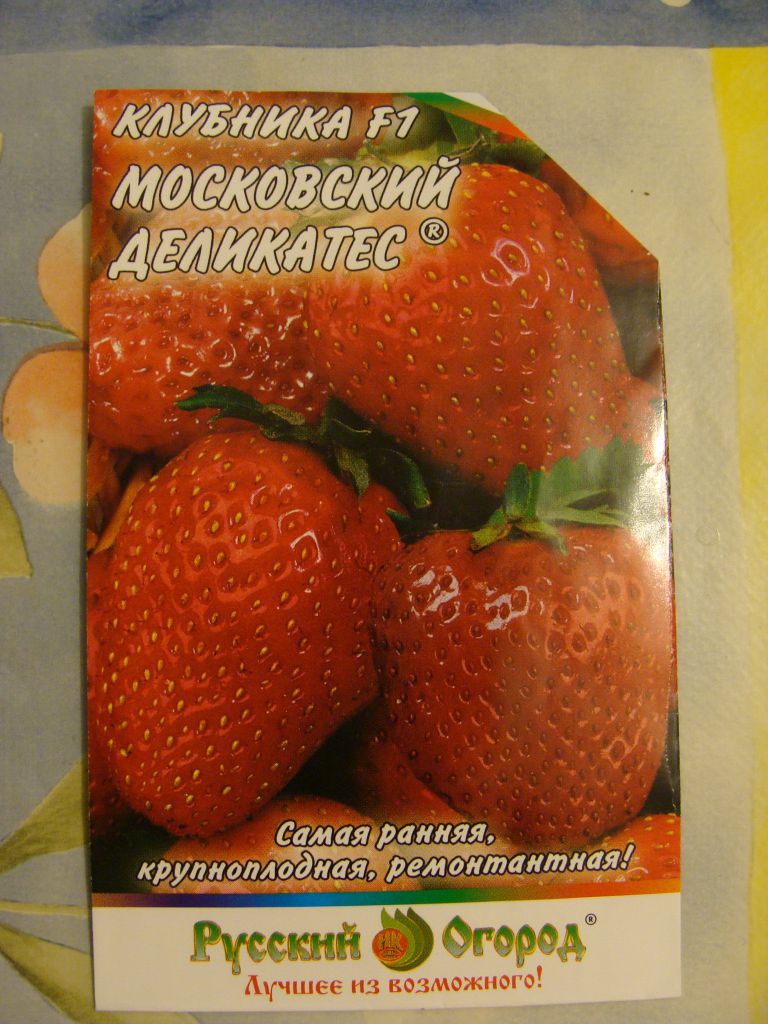 Клубника F1
Московский
Деликатес ®
Самая ранняя,
крупноплодная, ремонтантная!
Русский Огород®
Лучшее из возможного!